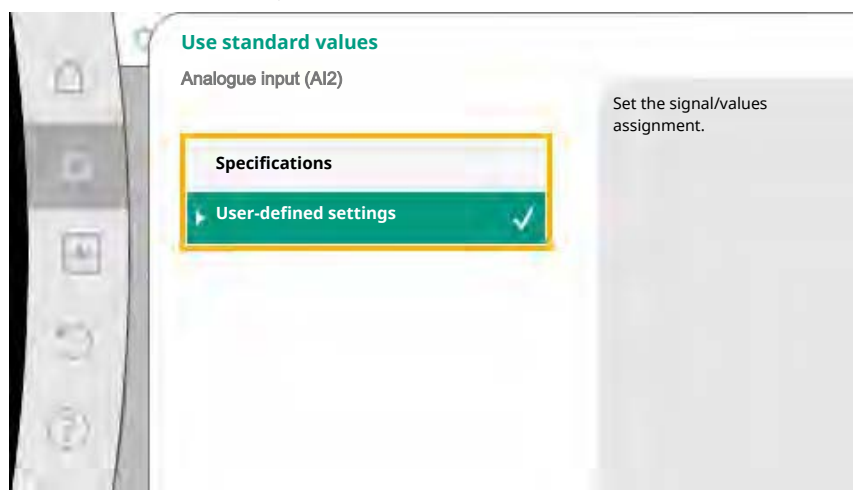 Use standard values
Analogue input (AI2)
Set the signal/values
assignment.
Specifications
User-defined settings